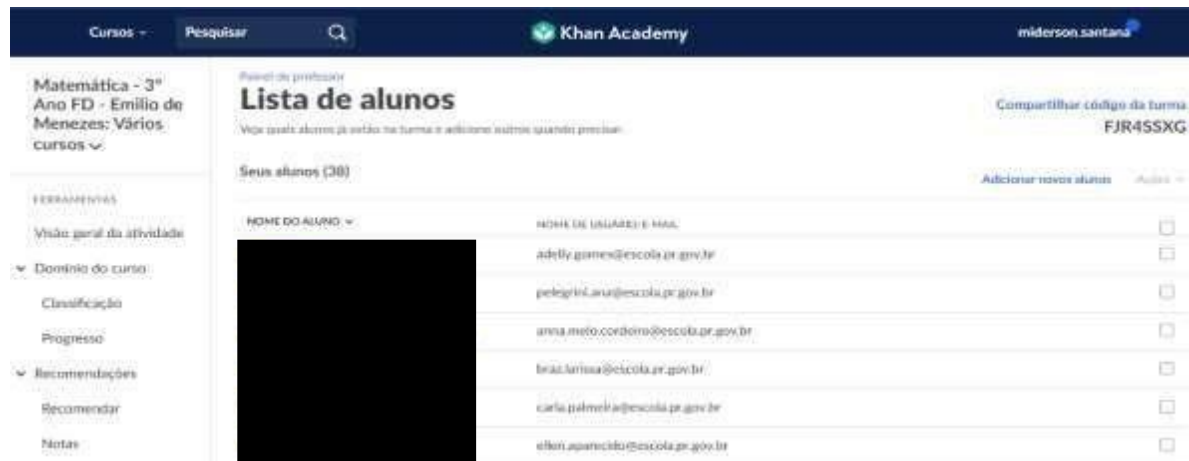 Cursos
Pesquisar
Khan Academy
miderson.santana
Matemática - 3ª
Ano FD - Emilio de
Menezes: Vários
cursos
Painel do professor
Lista de alunos
Veja quais alunos já estão na turma e adicione outros quando precisar.
Compartilhar código da turma
FJR4SSXG
Seus alunos (38)
Adicionar novos alunos
Ações
FERRAMENTAS
Visão geral da atividade
Domínio do curso
Classificação
Progresso
Recomendações
Recomendar
Notas
NOME DO ALUNO
NOME DE USUÁRIO/E-MAIL
adelly.gomes@escola.pr.gov.br
pelegrini.ana@escola.pr.gov.br
anna.melo.cordeiro@escola.pr.gov.br
braz.larissa@escola.pr.gov.br
carla.palmeira@escola.pr.gov.br
ellen.aparecido@escola.pr.gov.br